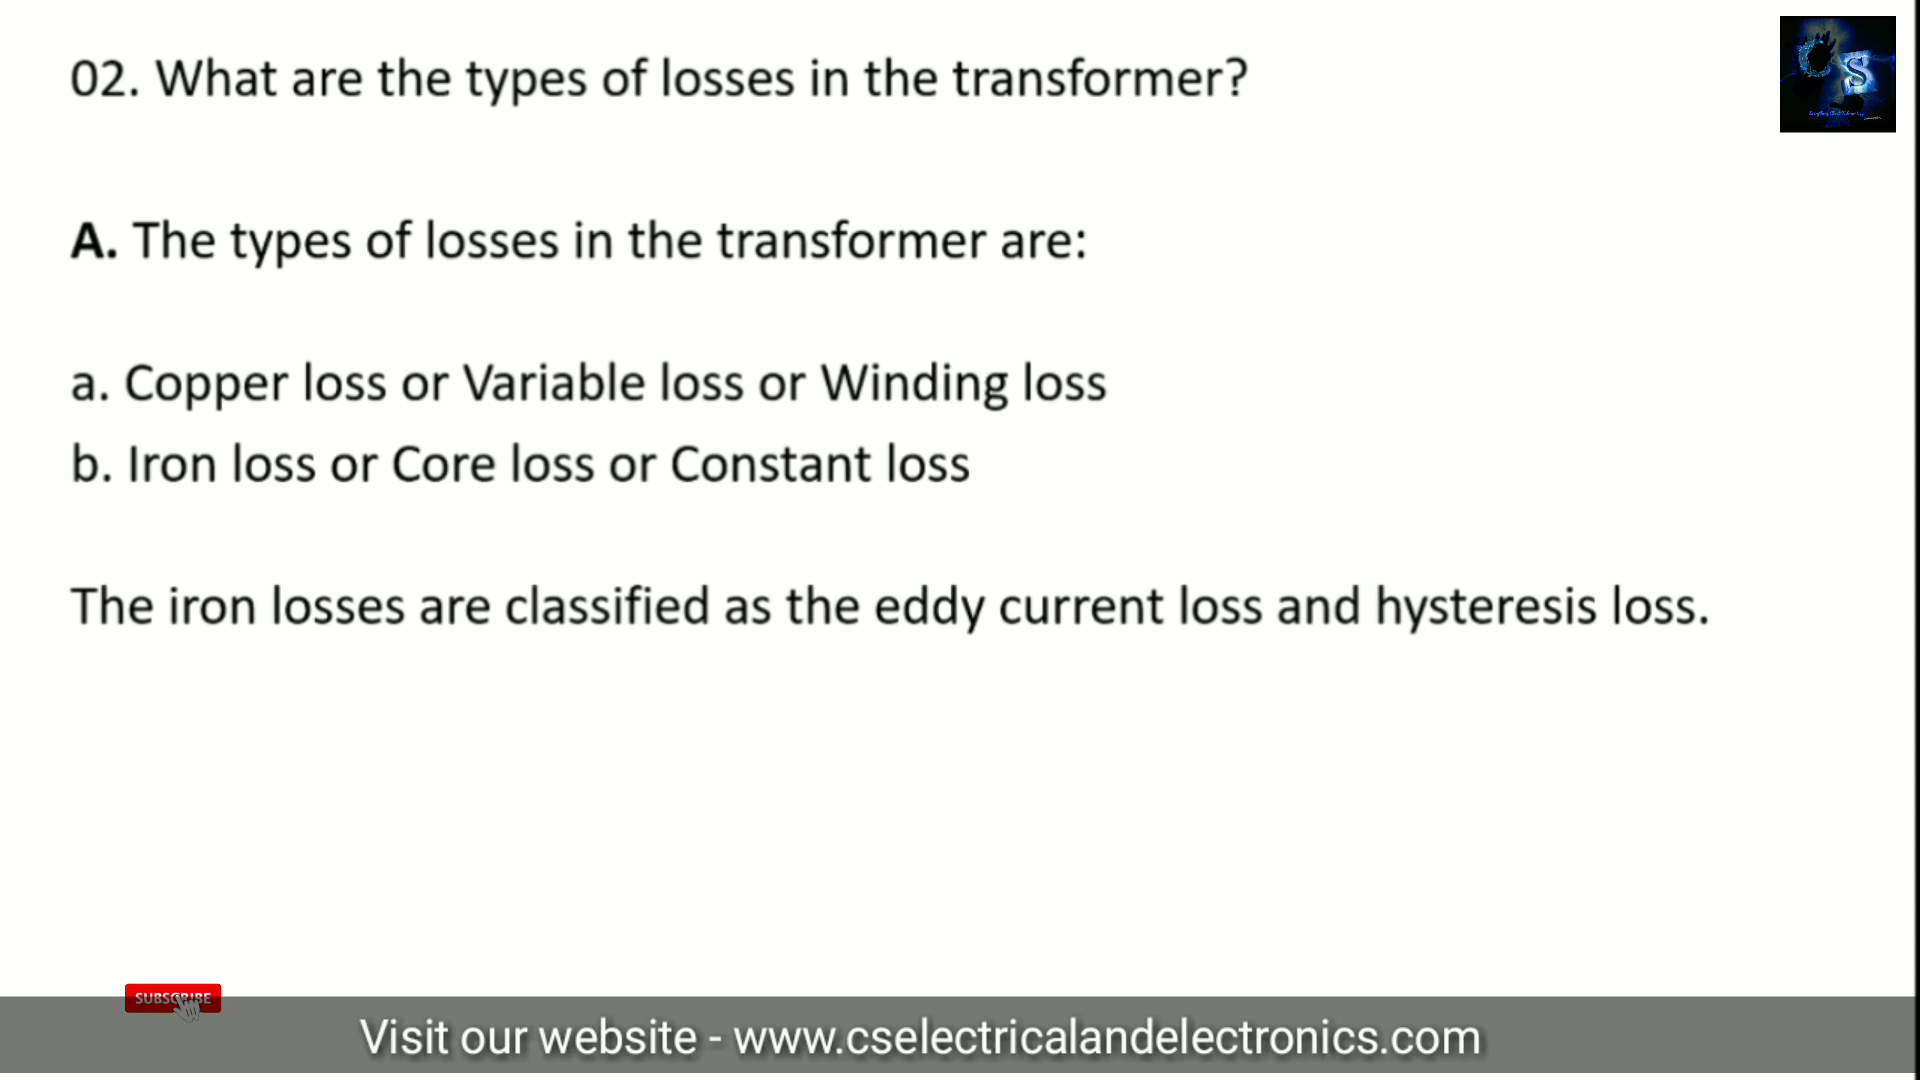 02. What are the types of losses in the transformer?
C S
A. The types of losses in the transformer are:
a. Copper loss or Variable loss or Winding loss
b. Iron loss or Core loss or Constant loss
The iron losses are classified as the eddy current loss and hysteresis loss.
SUBSCRIBE
Visit our website - www.cselectricalandelectronics.com